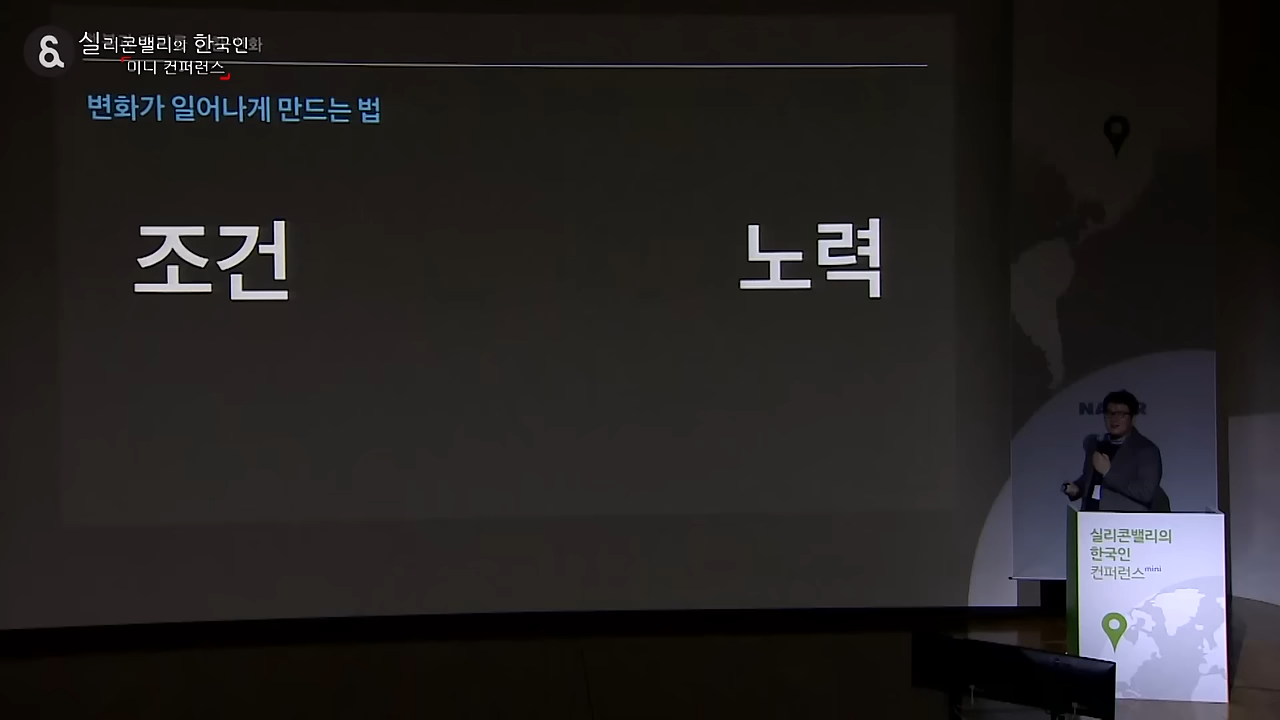 실리콘밸리의 한국인
미니 컨퍼런스
변화가 일어나게 만드는 법
조건
노력
실리콘밸리의
한국인
컨퍼런스mini